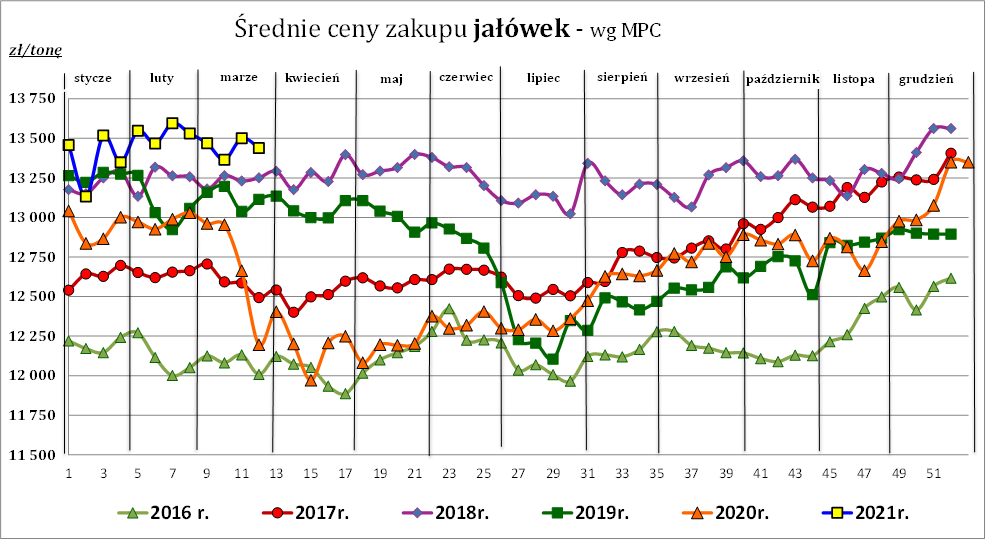 Średnie ceny zakupu jałówek - wg MPC
zł/tonę
stycze luty marze kwiecień maj czerwiec lipiec sierpień wrzesień październik listopa grudzień
13 750
13 500
13 250
13 000
12 750
12 500
12 250
12 000
11 750
11 500
1 3 5 7 9 11 13 15 17 19 21 23 25 27 29 31 33 35 37 39 41 43 45 47 49 51
2016 r. 2017r. 2018r. 2019r. 2020r. 2021r.